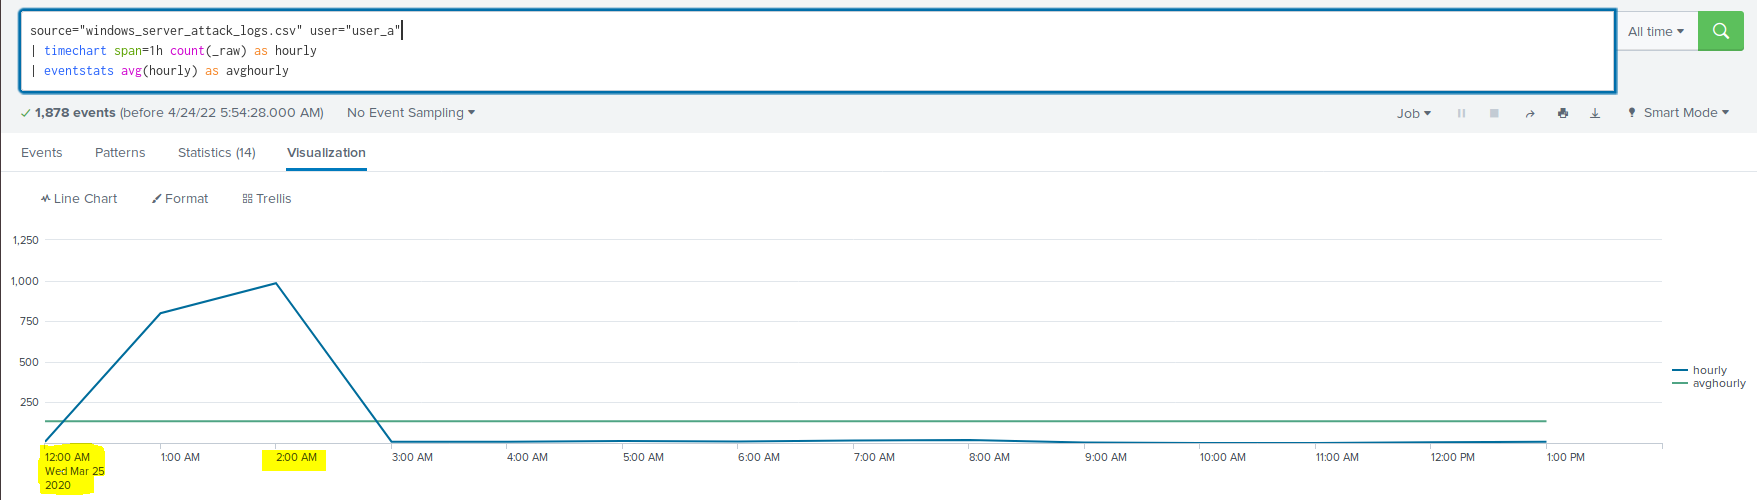 source="windows_server_attack_logs.csv" user="user_a"
| timechart span=1h count(_raw) as hourly
| eventstats avg(hourly) as avghourly
All time
1,878 events (before 4/24/22 5:54:28.000 AM)
No Event Sampling
Job
Smart Mode
Events
Patterns
Statistics (14)
Visualization
Line Chart
Format
Trellis
1,250
1,000
750
500
250
hourly
avghourly
12:00 AM
Wed Mar 25
2020
1:00 AM
2:00 AM
3:00 AM
4:00 AM
5:00 AM
6:00 AM
7:00 AM
8:00 AM
9:00 AM
10:00 AM
11:00 AM
12:00 PM
1:00 PM